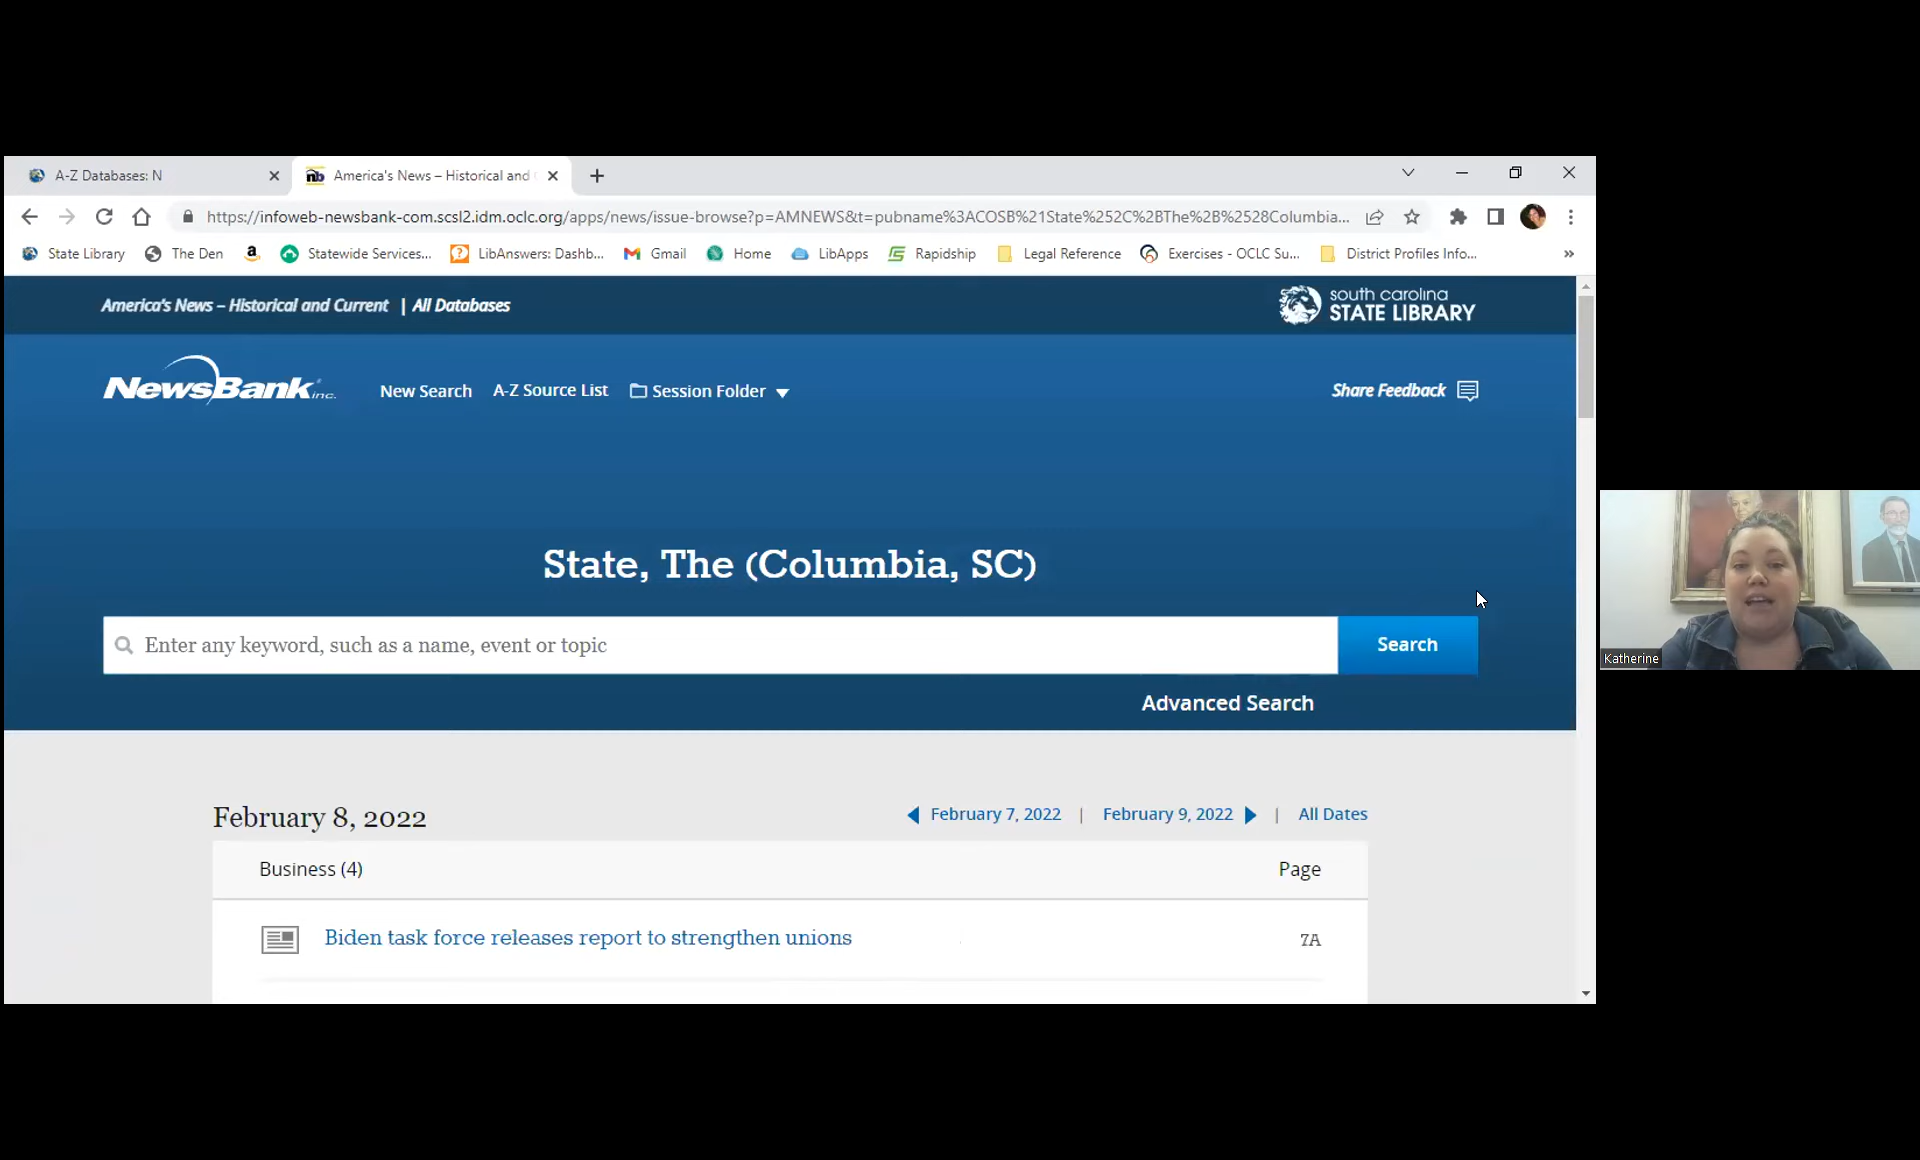 A-Z Databases: N
America's News – Historical and
https://infoweb-newsbank-com.scsl2.idm.oclc.org/apps/news/issue-browse?p=AMNEWS&t=pubname%3ACOSB%21State%252C%2BThe%2B%2528Columbia...
State Library The Den Statewide Services... LibAnswers: Dashb... Gmail Home LibApps Rapidship Legal Reference Exercises - OCLC Su... District Profiles Info... »
America's News – Historical and Current | All Databases
south carolina
STATE LIBRARY
NewsBank inc. New Search A-Z Source List Session Folder Share Feedback
State, The (Columbia, SC)
Enter any keyword, such as a name, event or topic Search
Advanced Search
February 8, 2022 February 7, 2022 | February 9, 2022 | All Dates
Business (4) Page
Biden task force releases report to strengthen unions 7A
Katherine